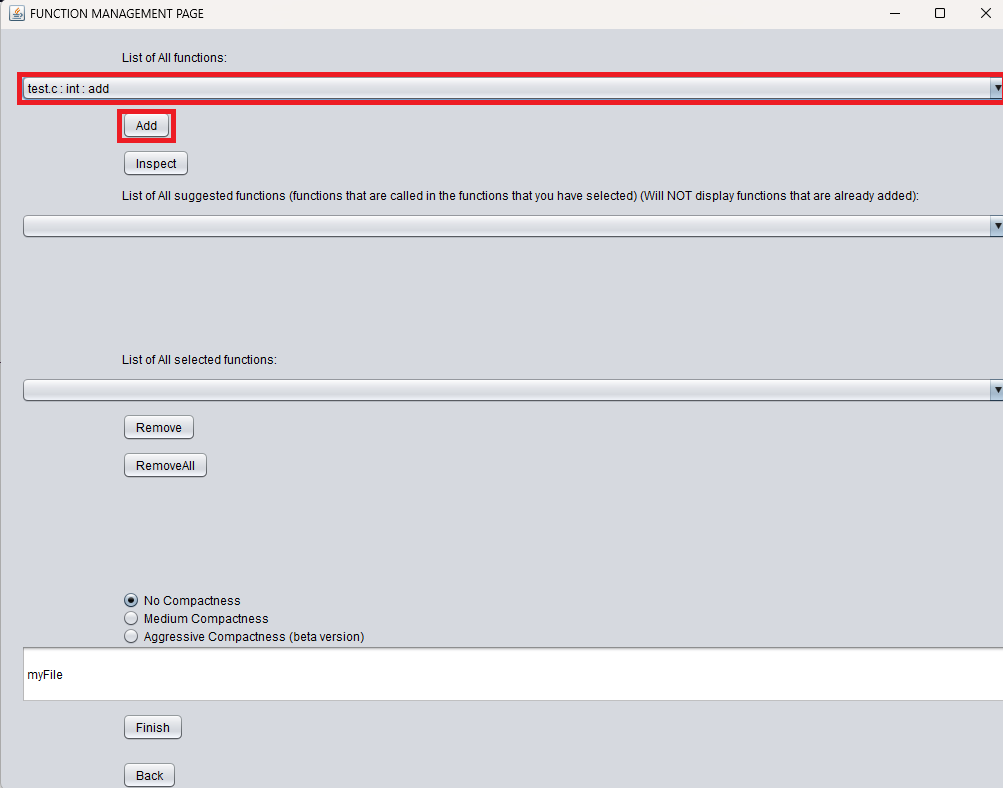 FUNCTION MANAGEMENT PAGE
List of All functions:
test.c : int : add
Add
Inspect
List of All suggested functions (functions that are called in the functions that you have selected) (Will NOT display functions that are already added):
List of All selected functions:
Remove
RemoveAll
No Compactness
Medium Compactness
Aggressive Compactness (beta version)
myFile
Finish
Back